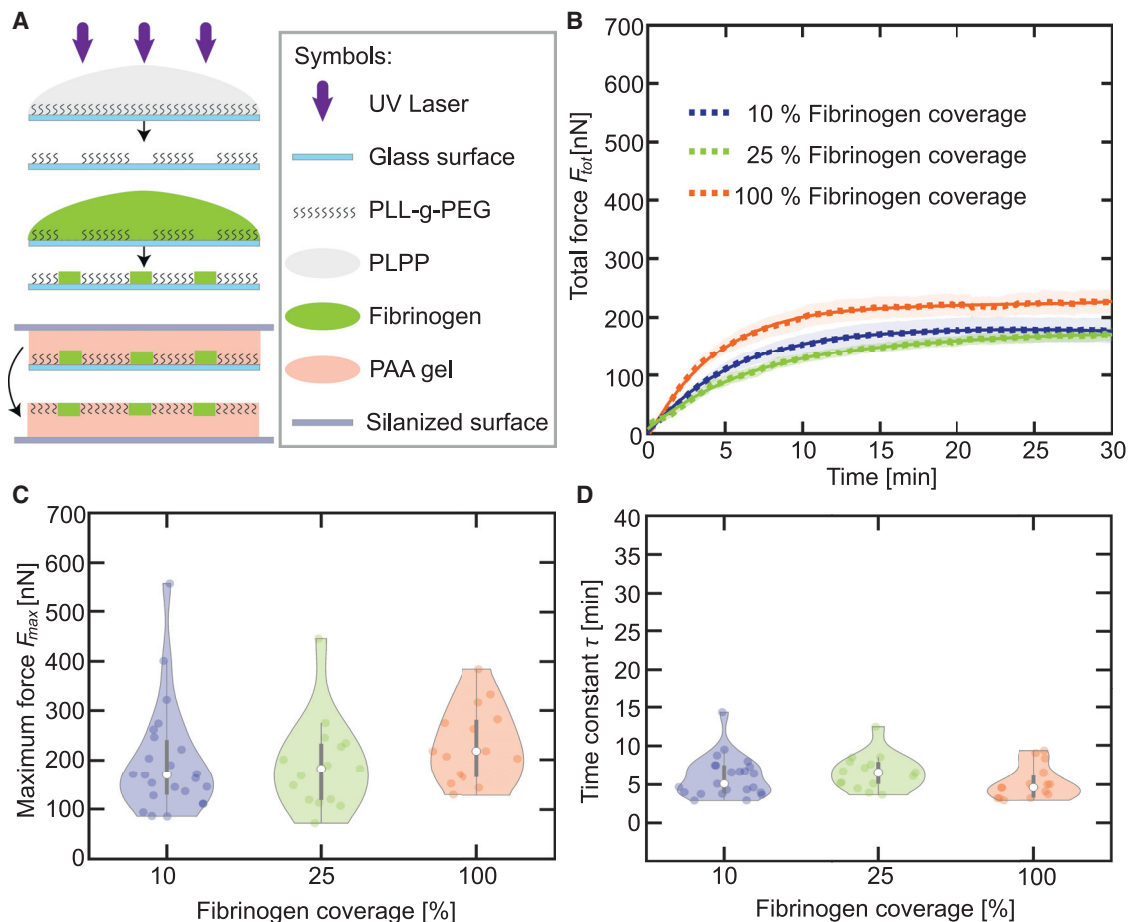 A
Symbols:
UV Laser
Glass surface
PLL-g-PEG
PLPP
Fibrinogen
PAA gel
Silanized surface
B
Total force F_tot [nN]
700
600
500
400
300
200
100
0
10 % Fibrinogen coverage
25 % Fibrinogen coverage
100 % Fibrinogen coverage
0 5 10 15 20 25 30
Time [min]
C
Maximum force F_max [nN]
700
600
500
400
300
200
100
0
10 25 100
Fibrinogen coverage [%]
D
Time constant τ [min]
40
35
30
25
20
15
10
5
0
10 25 100
Fibrinogen coverage [%]